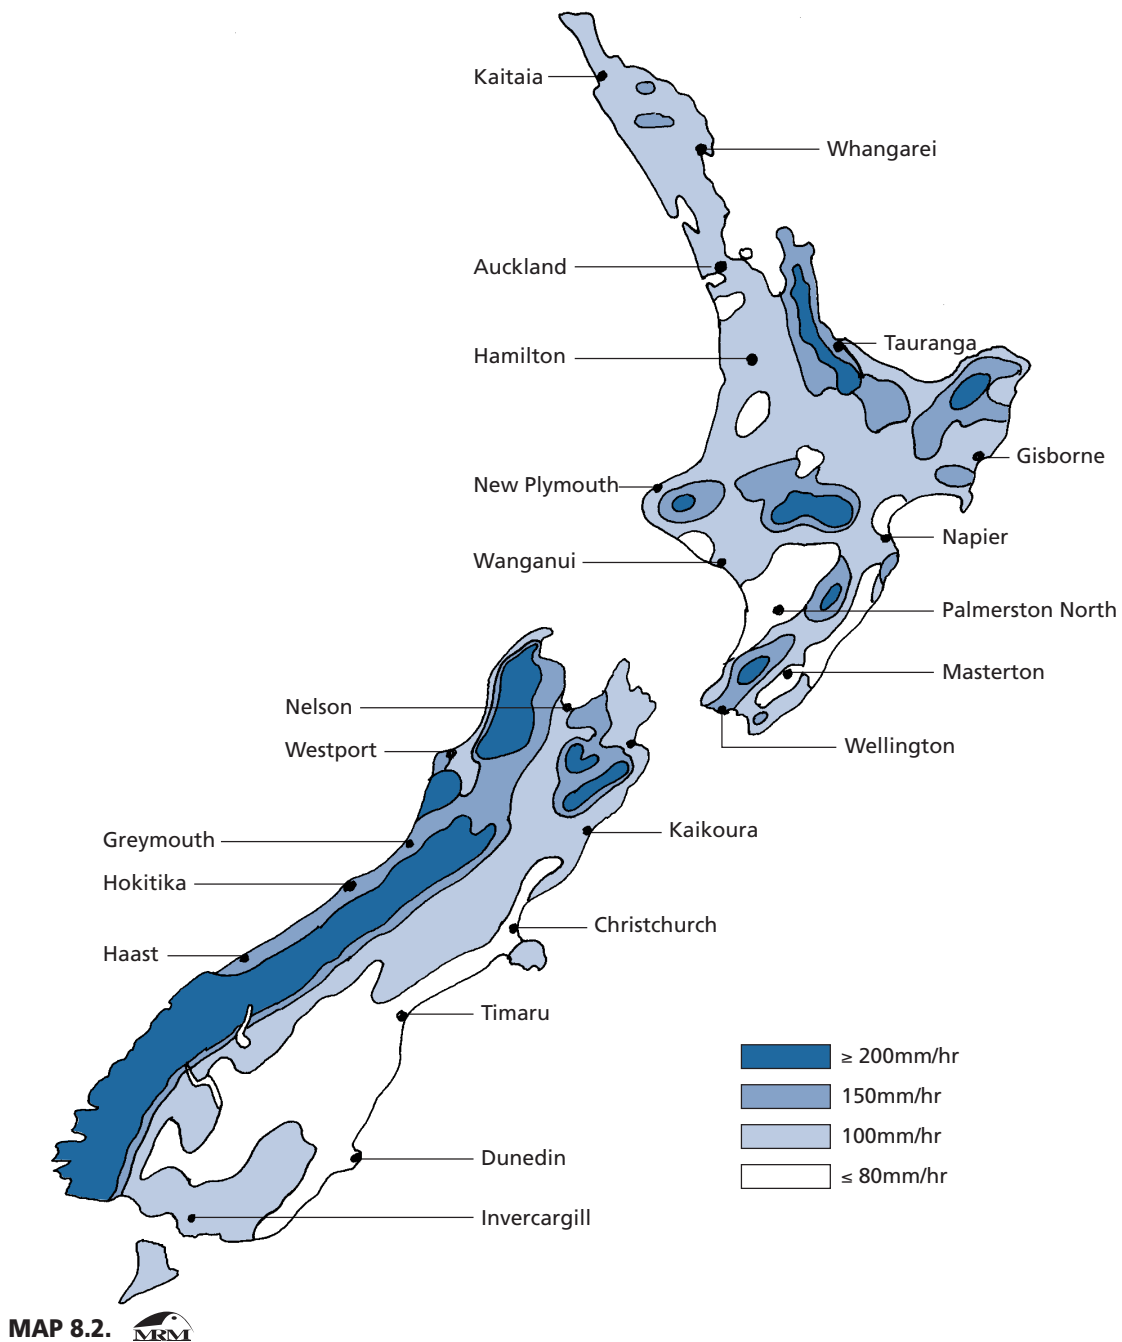 Kaitaia
Whangarei
Auckland
Tauranga
Hamilton
Gisborne
New Plymouth
Napier
Wanganui
Palmerston North
Masterton
Nelson
Wellington
Westport
Kaikoura
Greymouth
Hokitika
Christchurch
Haast
Timaru
≥ 200mm/hr
150mm/hr
100mm/hr
≤ 80mm/hr
Dunedin
Invercargill
MAP 8.2.
MRM